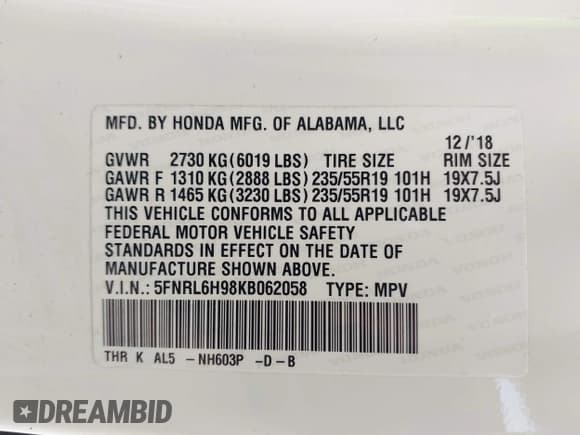 MFD. BY HONDA MFG. OF ALABAMA, LLC
12/'18
GVWR 2730 KG(6019 LBS) TIRE SIZE RIM SIZE
GAWR F 1310 KG(2888 LBS) 235/55R19 101H 19X7.5J
GAWR R 1465 KG(3230 LBS) 235/55R19 101H 19X7.5J
THIS VEHICLE CONFORMS TO ALL APPLICABLE
FEDERAL MOTOR VEHICLE SAFETY
STANDARDS IN EFFECT ON THE DATE OF
MANUFACTURE SHOWN ABOVE.
V.I.N.: 5FNRL6H98KB062058 TYPE: MPV
THR K AL5 -NH603P -D-B
DREAMBID